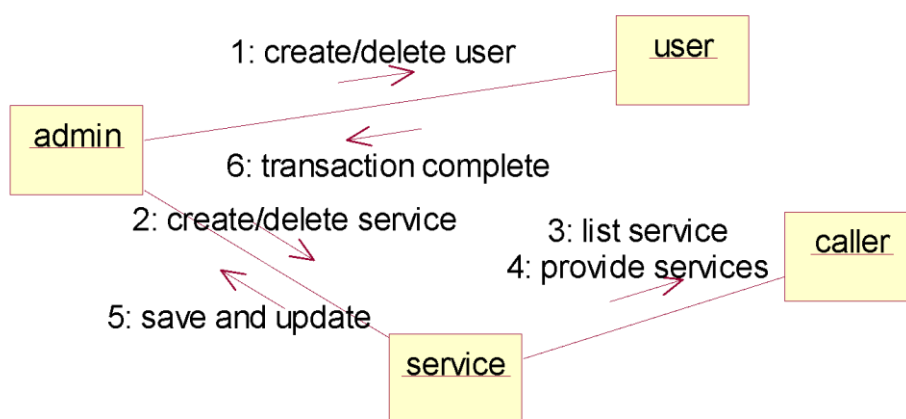 1: create/delete user
user
admin
6: transaction complete
2: create/delete service
3: list service
4: provide services
caller
5: save and update
service